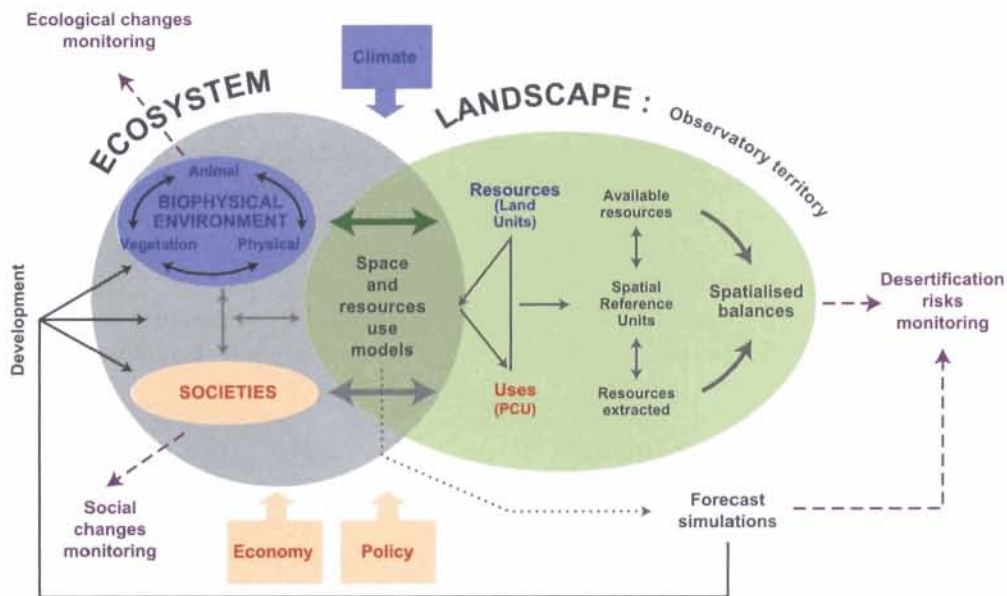 Ecological changes
monitoring
Climate
ECOSYSTEM
LANDSCAPE :
Observatory territory
Animal
BIOPHYSICAL
ENVIRONMENT
Vegetation
Physical
Resources
(Land
Units)
Available
resources
Space
and
resources
use
models
Spatial
Reference
Units
Spatialised
balances
Desertification
risks
monitoring
Development
SOCIETIES
Uses
(PCU)
Resources
extracted
Social
changes
monitoring
Economy
Policy
Forecast
simulations